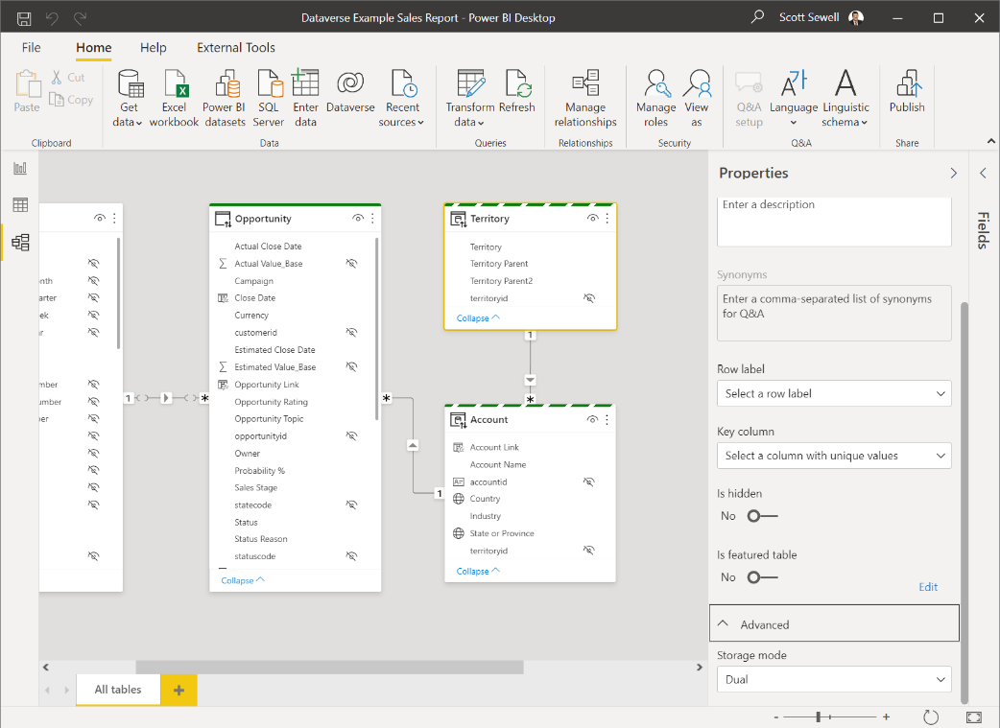 Dataverse Example Sales Report - Power BI Desktop
Scott Sewell
File
Home
Help
External Tools
Paste
Cut
Copy
Get data
Excel workbook
Power BI datasets
SQL Server
Enter data
Dataverse
Recent sources
Transform data
Refresh
Manage relationships
Manage roles
View as
Q&A setup
Language
Linguistic schema
Publish
Clipboard
Data
Queries
Relationships
Security
Q&A
Share
nth
arter
ek
r
mber
umber
er
1
*
Opportunity
Actual Close Date
Actual Value_Base
Campaign
Close Date
Currency
customerid
Estimated Close Date
Estimated Value_Base
Opportunity Link
Opportunity Rating
Opportunity Topic
opportunityid
Owner
Probability %
Sales Stage
statecode
Status
Status Reason
statuscode
Collapse
*
1
Territory
Territory
Territory Parent
Territory Parent2
territoryid
Collapse
1
*
Account
Account Link
Account Name
accountid
Country
Industry
State or Province
territoryid
Collapse
Properties
Enter a description
Synonyms
Enter a comma-separated list of synonyms
for Q&A
Row label
Select a row label
Key column
Select a column with unique values
Is hidden
No
Is featured table
No
Edit
Advanced
Storage mode
Dual
Fields
All tables
+
- +